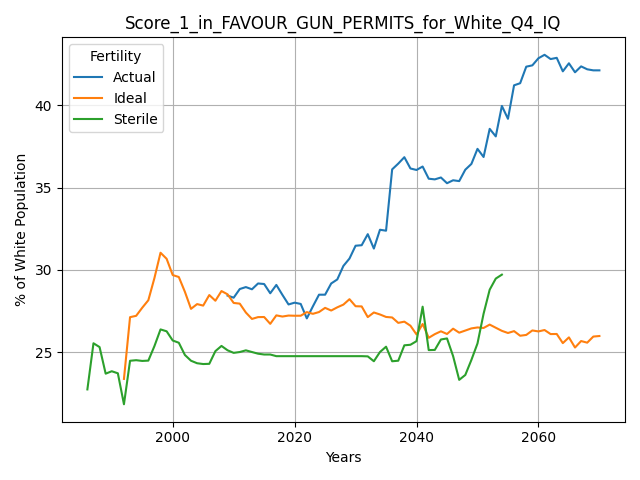 Score_1_in_FAVOUR_GUN_PERMITS_for_White_Q4_IQ
Fertility
Actual
Ideal
Sterile
% of White Population
40
35
30
25
2000
2020
2040
2060
Years